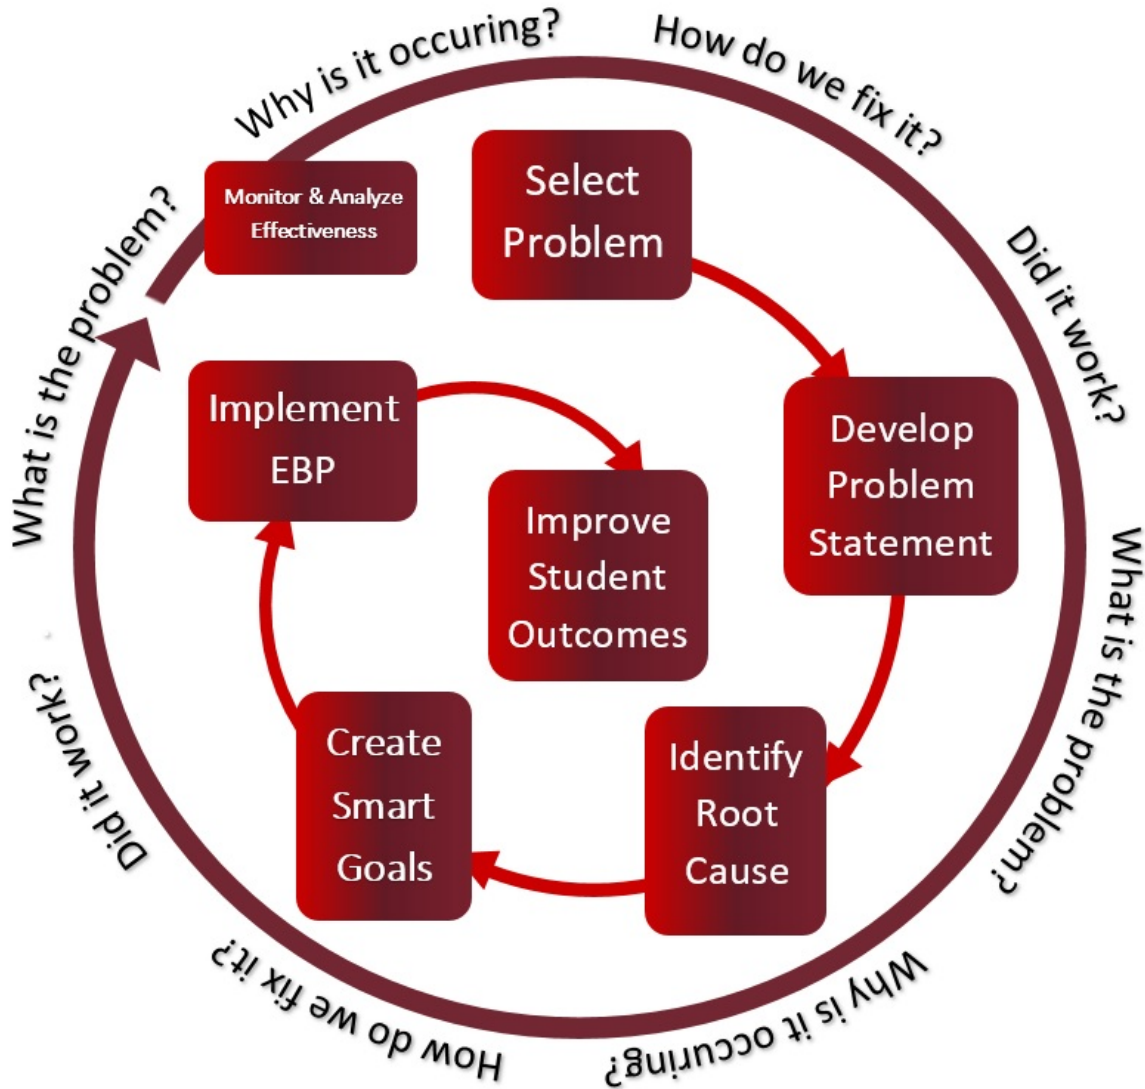 What is the problem?
Why is it occuring?
How do we fix it?
Did it work?
What is the problem?
Why is it occuring?
How do we fix it?
Did it work?
Monitor & Analyze
Effectiveness
Select
Problem
Develop
Problem
Statement
Identify
Root
Cause
Create
Smart
Goals
Implement
EBP
Improve
Student
Outcomes